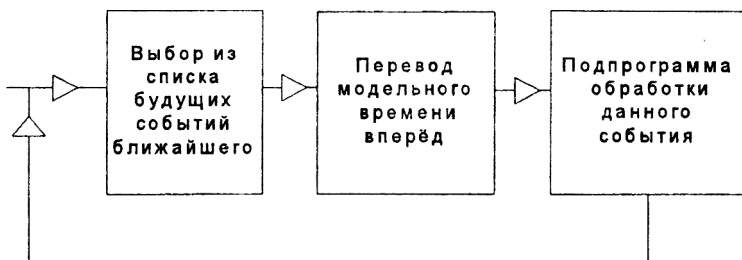 Выбор из
списка
будущих
событий
ближайшего
Перевод
модельного
времени
вперёд
Подпрограмма
обработки
данного
события